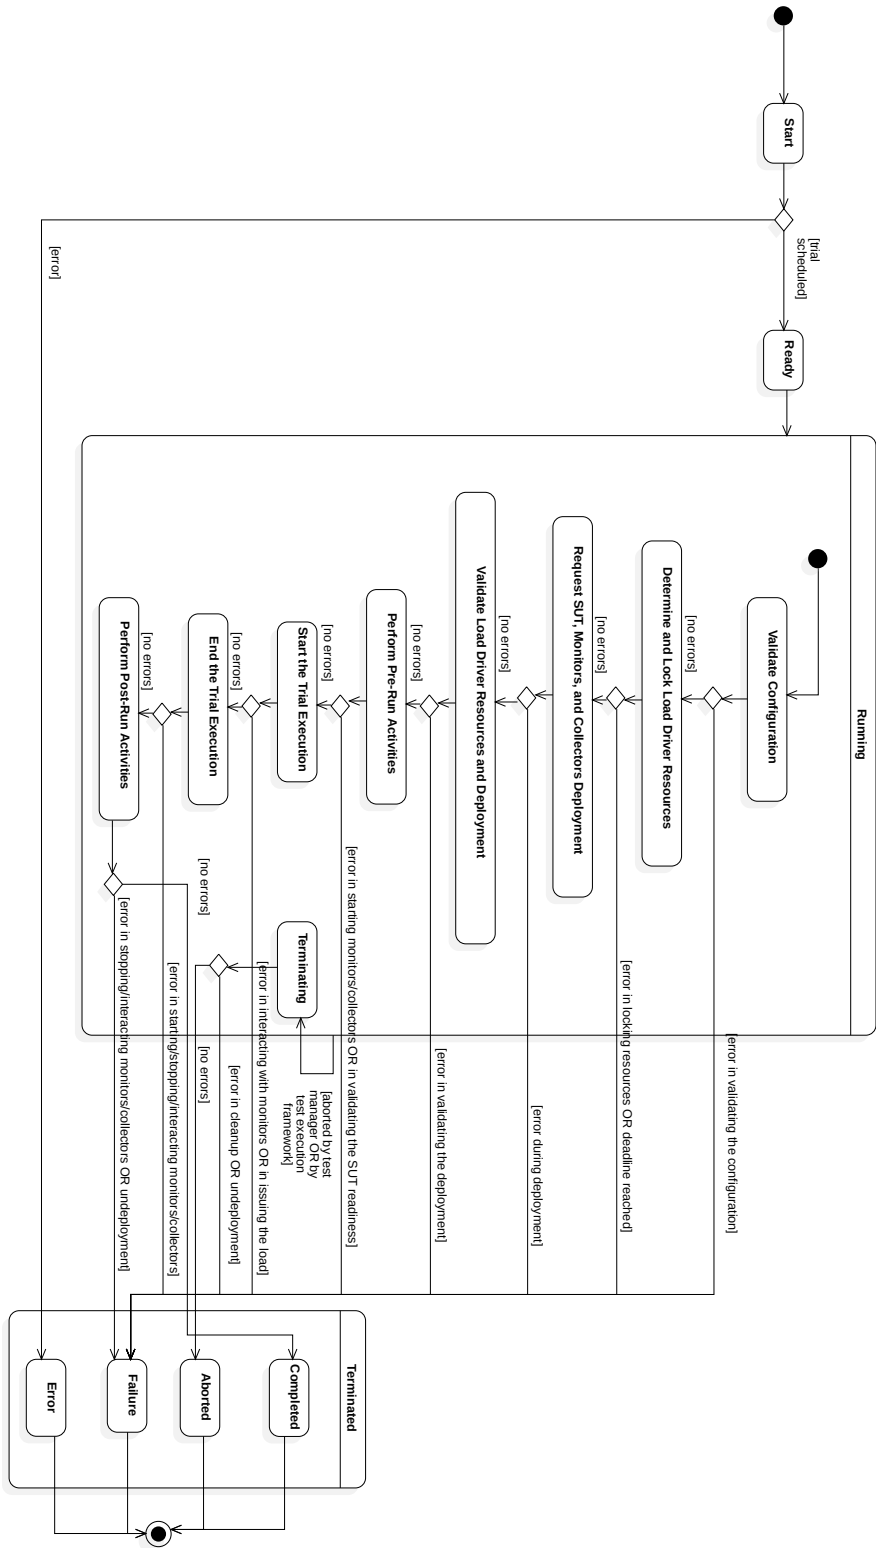 Start
[trial
scheduled]
[error]
Ready
Running
Validate Configuration
[no errors]
[error in validating the configuration]
Determine and Lock Load Driver Resources
[no errors]
[error in locking resources OR deadline reached]
Request SUT, Monitors, and Collectors Deployment
[no errors]
[error during deployment]
Validate Load Driver Resources and Deployment
[no errors]
[error in validating the deployment]
Perform Pre-Run Activities
[no errors]
[error in starting monitors/collectors OR in validating the SUT readiness]
Start the Trial Execution
[no errors]
[error in interacting with monitors OR in issuing the load]
End the Trial Execution
[no errors]
[error in starting/stopping/interacting monitors/collectors]
Perform Post-Run Activities
[no errors]
[error in stopping/interacting monitors/collectors OR undeployment]
Terminating
[aborted by test
manager OR by
test execution
framework]
[no errors]
[error in cleanup OR undeployment]
Terminated
Completed
Aborted
Failure
Error